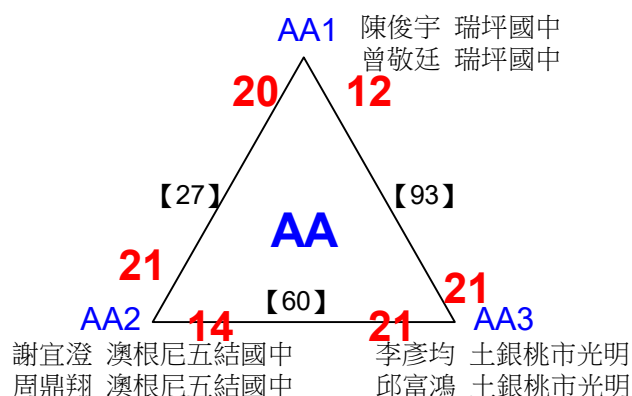 AA1 陳俊宇 瑞坪國中
曾敬廷 瑞坪國中
20 12
【27】 【93】
AA
21 21
【60】
AA2 14 21 AA3
謝宜澄 澳根尼五結國中 李彥均 土銀桃市光明
周鼎翔 澳根尼五結國中 邱富鴻 土銀桃市光明